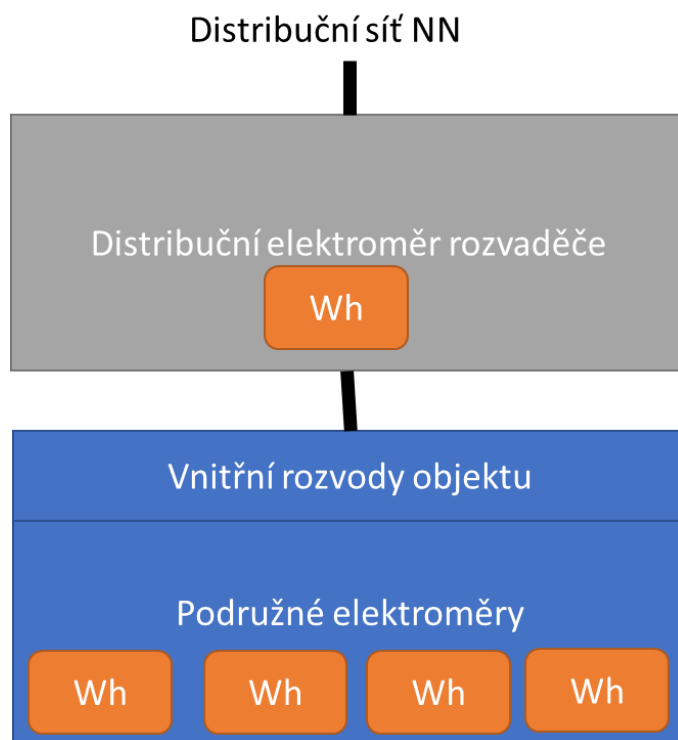 Distribuční síť NN
Distribuční elektroměr rozvaděče
Wh
Vnitřní rozvody objektu
Podružné elektroměry
Wh Wh Wh Wh